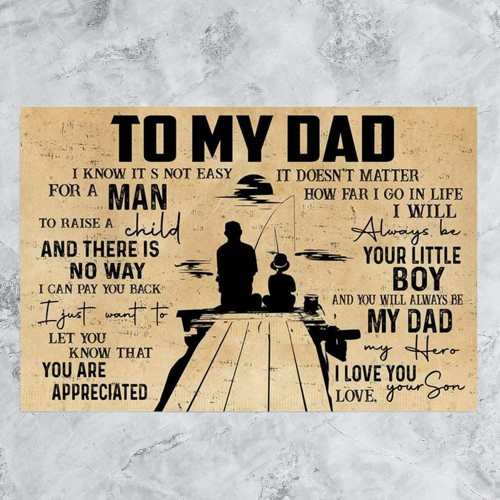 TO MY DAD
I KNOW IT S NOT EASY
FOR A MAN
TO RAISE A child
AND THERE IS
NO WAY
I CAN PAY YOU BACK
I just want to
LET YOU
KNOW THAT
YOU ARE
APPRECIATED
IT DOESN'T MATTER
HOW FAR I GO IN LIFE
I WILL
Always be
YOUR LITTLE
BOY
AND YOU WILL ALWAYS BE
MY DAD
my Hero
I LOVE YOU
LOVE, your Son